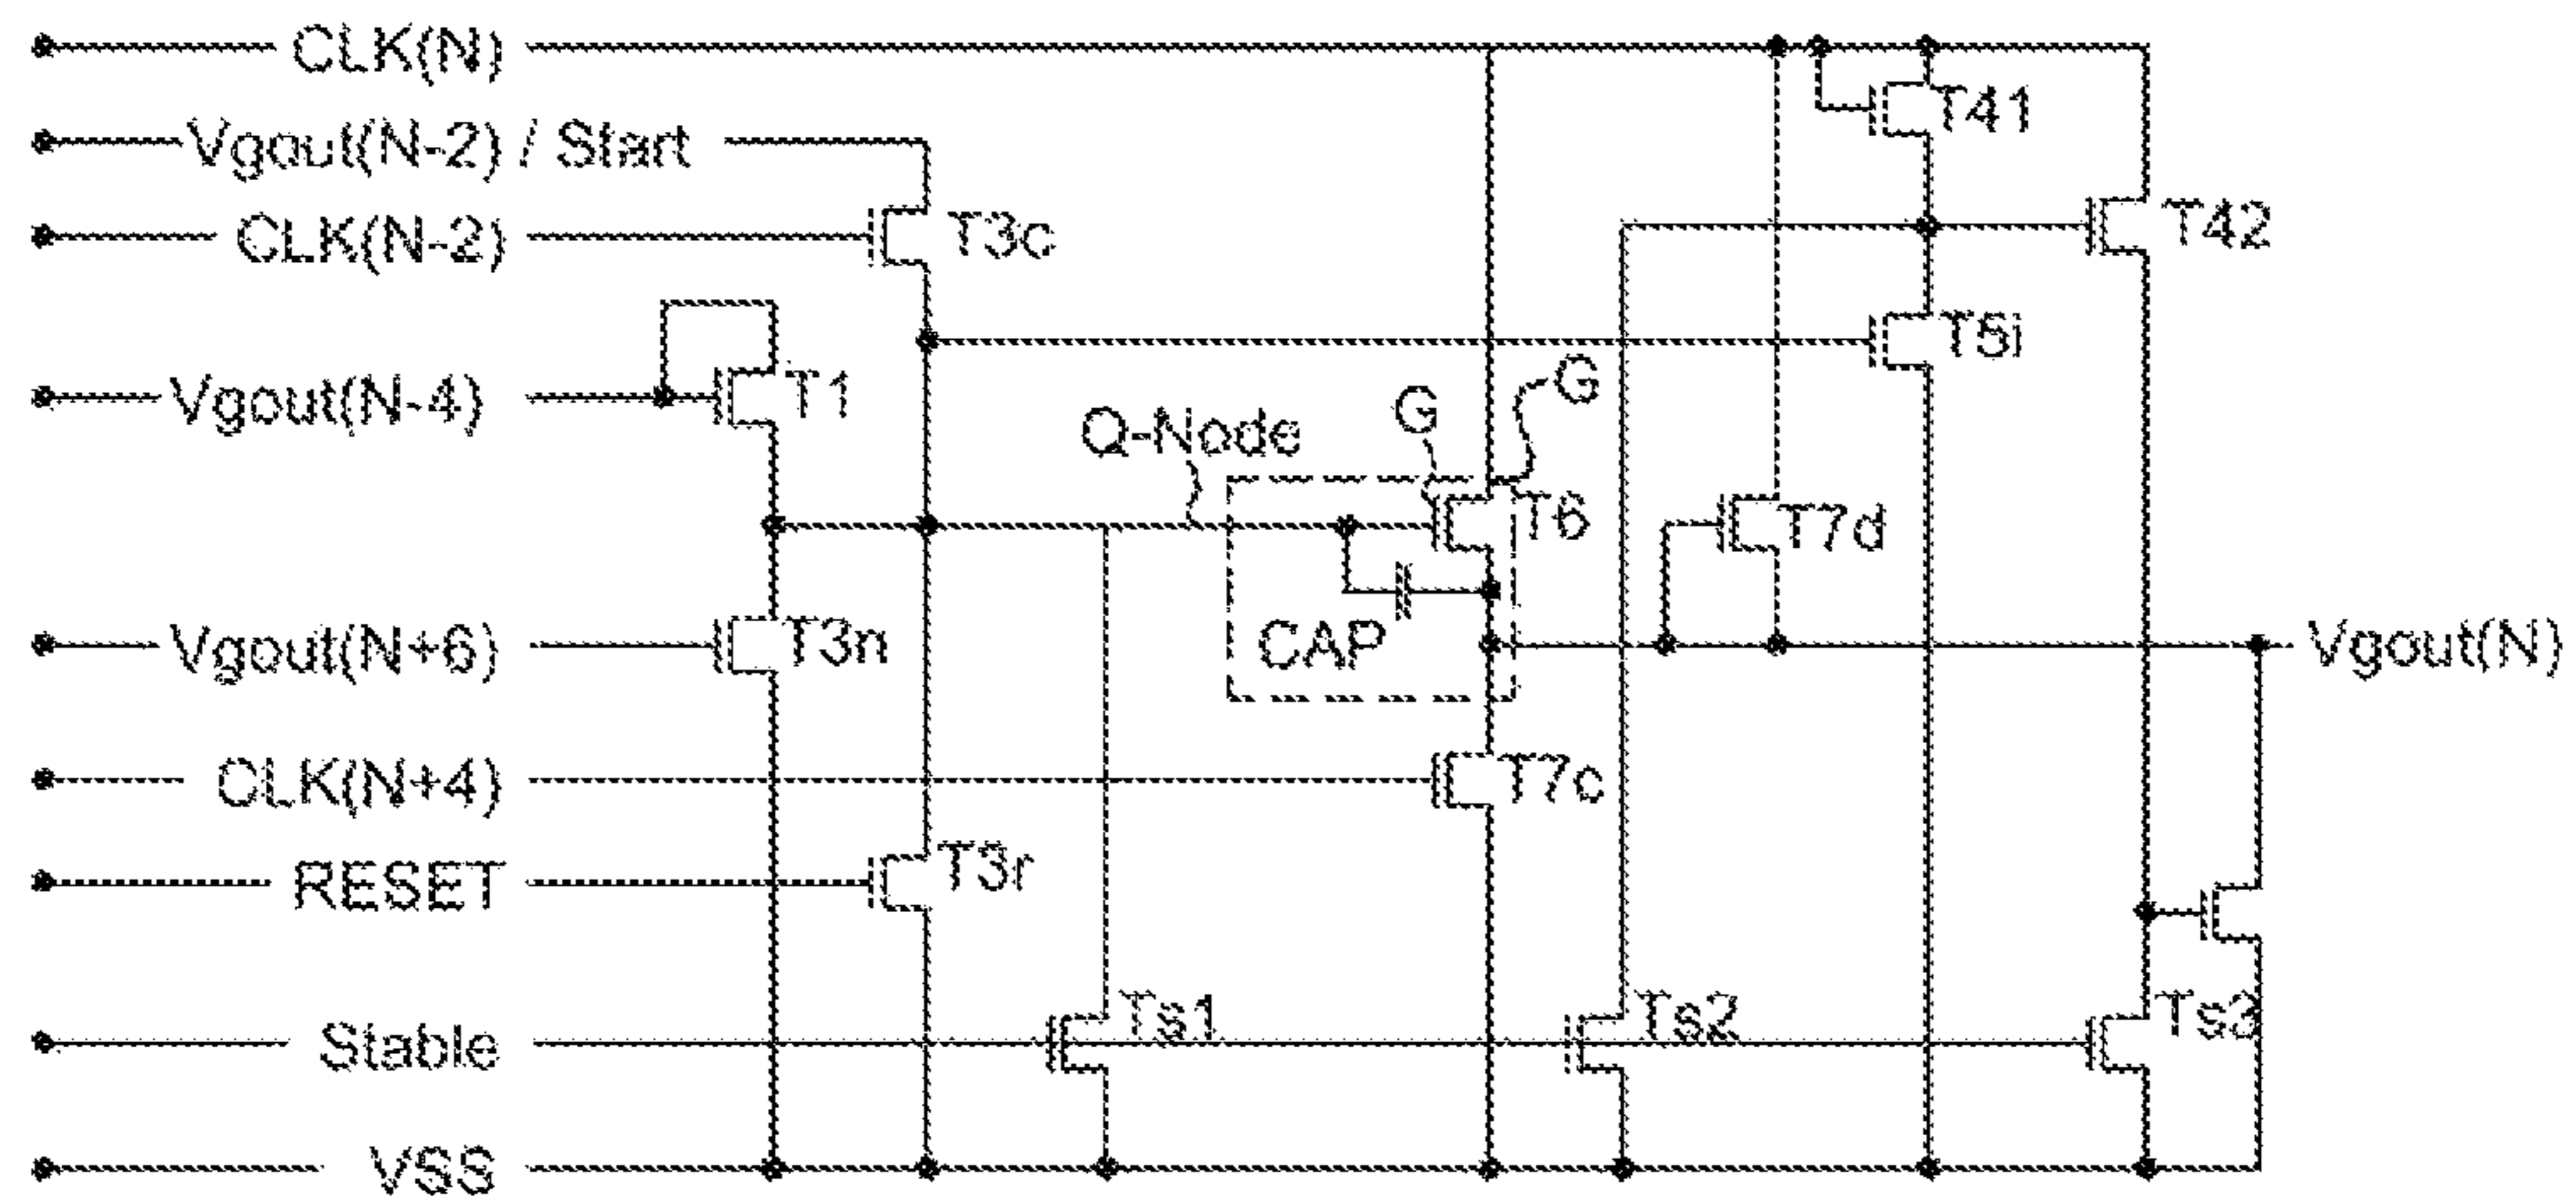 CLK(N)
T41
Vgout(N-2) / Start
CLK(N-2)
T3c
T42
T5i
Vgout(N-4)
T1
G
G
Q-Node
T6
T7d
Vgout(N+6)
T3n
CAP
Vgout(N)
CLK(N+4)
T7c
RESET
T3r
Stable
Ts1
Ts2
Ts3
VSS